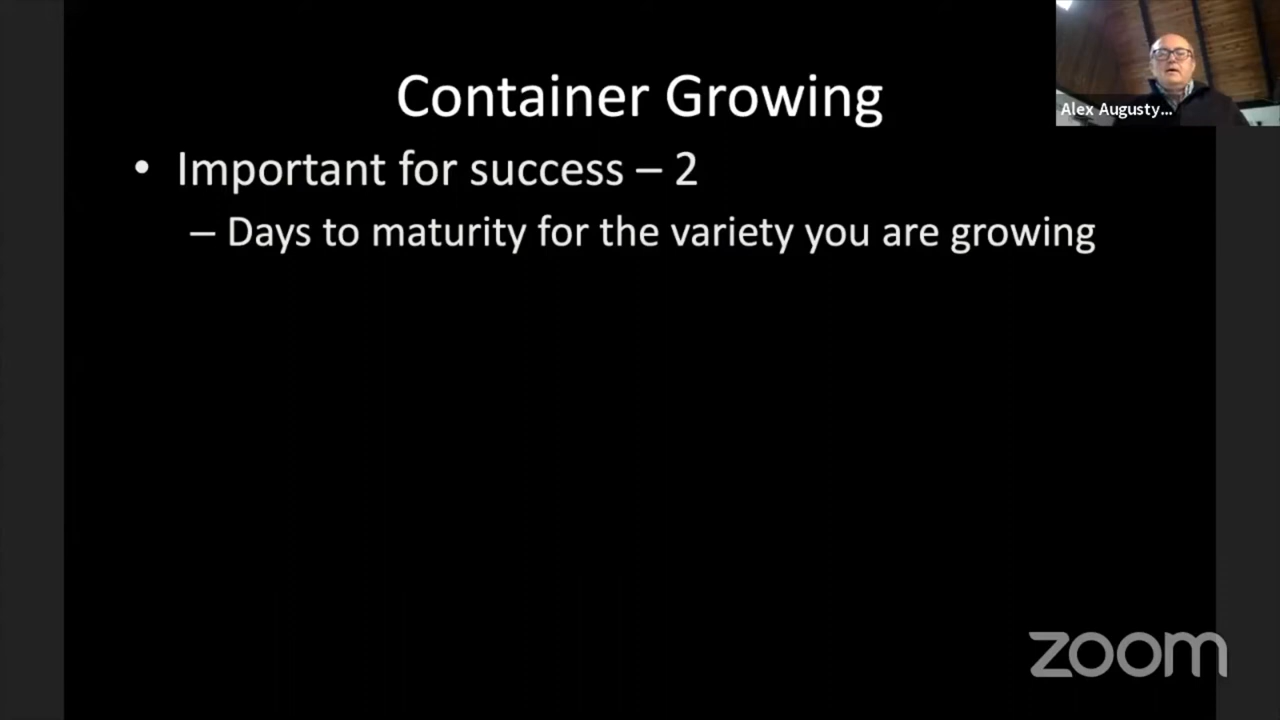 Container Growing
• Important for success – 2
– Days to maturity for the variety you are growing
Alex Augusty...
zoom